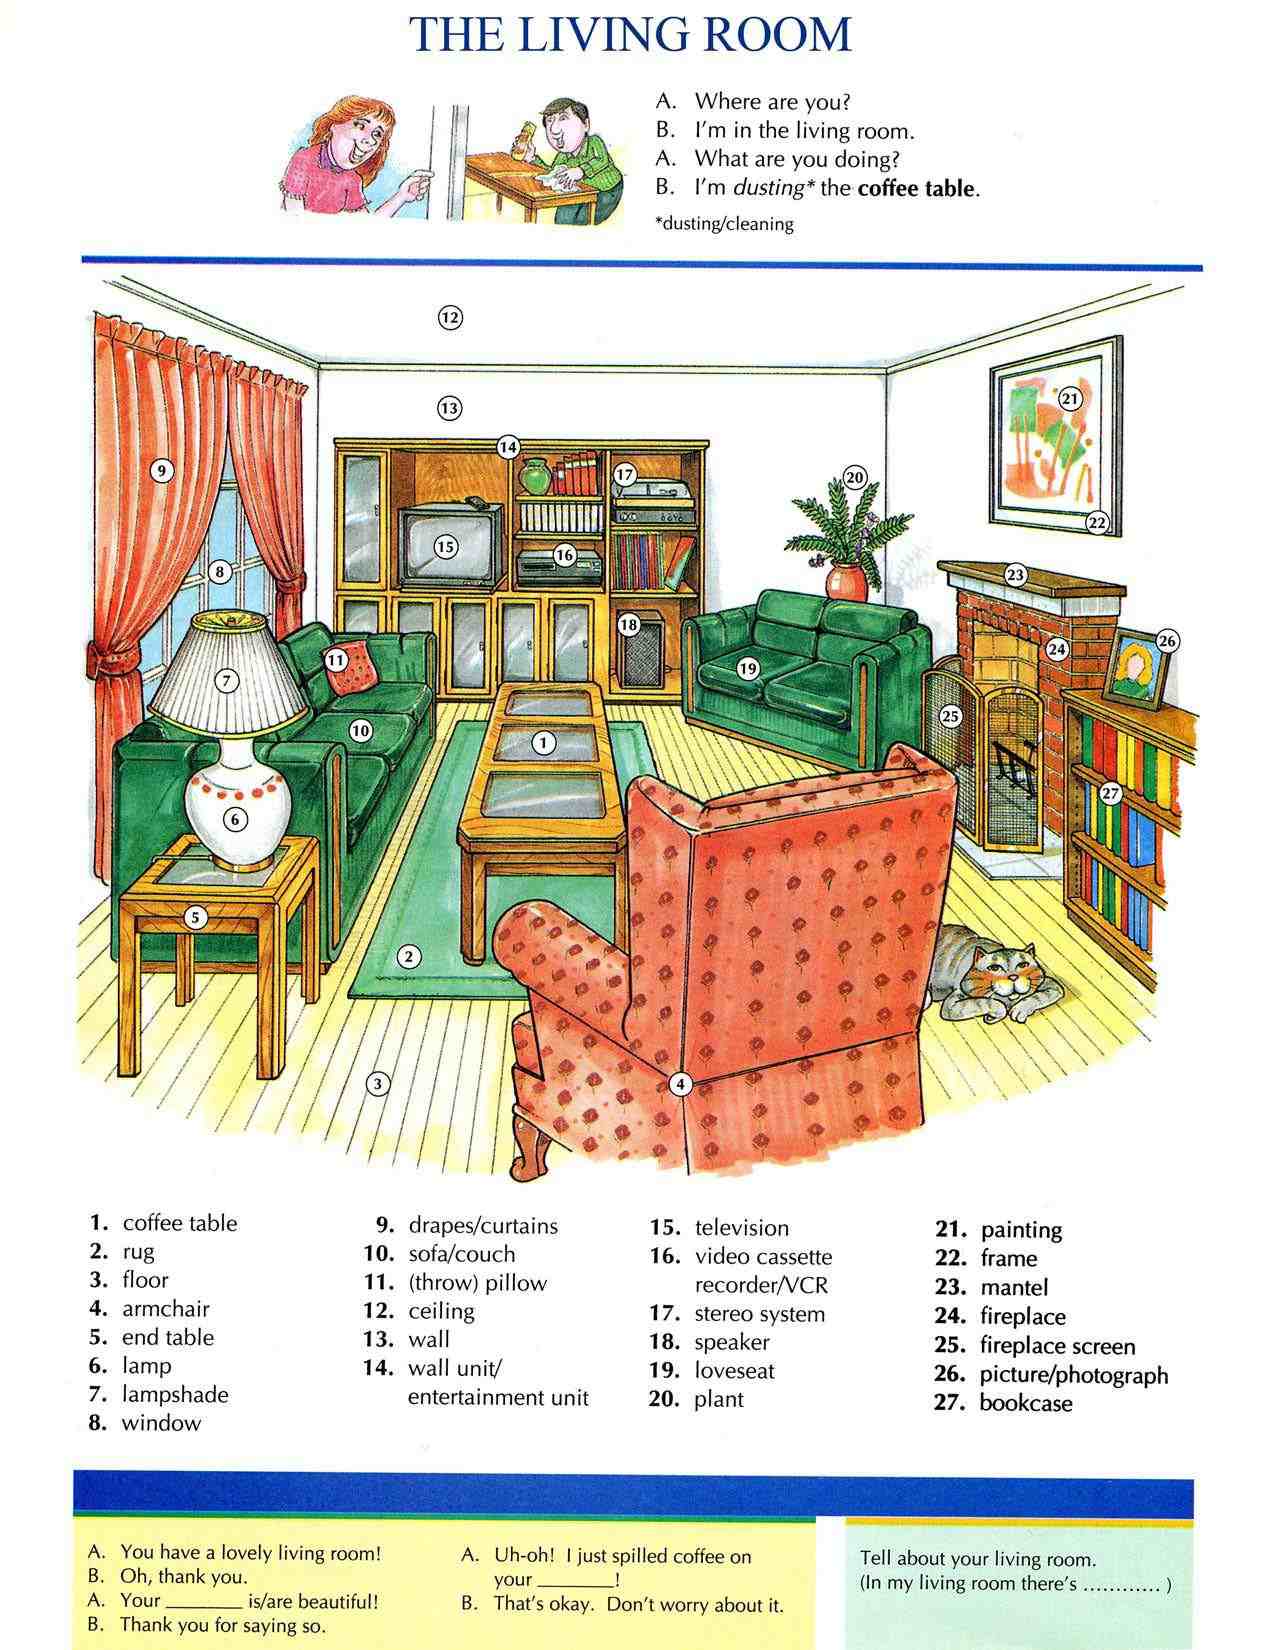 THE LIVING ROOM
A. Where are you?
B. I'm in the living room.
A. What are you doing?
B. I'm dusting* the coffee table.
*dusting/cleaning
12
13
14
21
9
17
20
15
16
22
8
23
18
24
26
11
7
19
25
10
1
27
6
5
2
3
4
1. coffee table
2. rug
3. floor
4. armchair
5. end table
6. lamp
7. lampshade
8. window
9. drapes/curtains
10. sofa/couch
11. (throw) pillow
12. ceiling
13. wall
14. wall unit/
entertainment unit
15. television
16. video cassette
recorder/VCR
17. stereo system
18. speaker
19. loveseat
20. plant
21. painting
22. frame
23. mantel
24. fireplace
25. fireplace screen
26. picture/photograph
27. bookcase
A. You have a lovely living room!
B. Oh, thank you.
A. Your ________ is/are beautiful!
B. Thank you for saying so.
A. Uh-oh! I just spilled coffee on
your ________!
B. That's okay. Don't worry about it.
Tell about your living room.
(In my living room there's ............ )